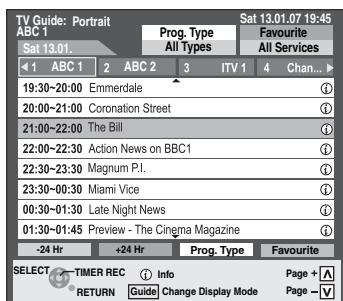 TV Guide: Portrait
Sat 13.01.07 19:45
ABC 1
Prog. Type
Favourite
Sat 13.01.
All Types
All Services
1 ABC 1 2 ABC 2 3 ITV 1 4 Chan...
19:30~20:00 Emmerdale i
20:00~21:00 Coronation Street i
21:00~22:00 The Bill i
22:00~22:30 Action News on BBC1 i
22:30~23:30 Magnum P.I. i
23:30~00:30 Miami Vice i
00:30~01:30 Late Night News i
01:30~01:45 Preview - The Cinema Magazine i
-24 Hr +24 Hr Prog. Type Favourite
SELECT TIMER REC i Info Page +
RETURN Guide Change Display Mode Page –